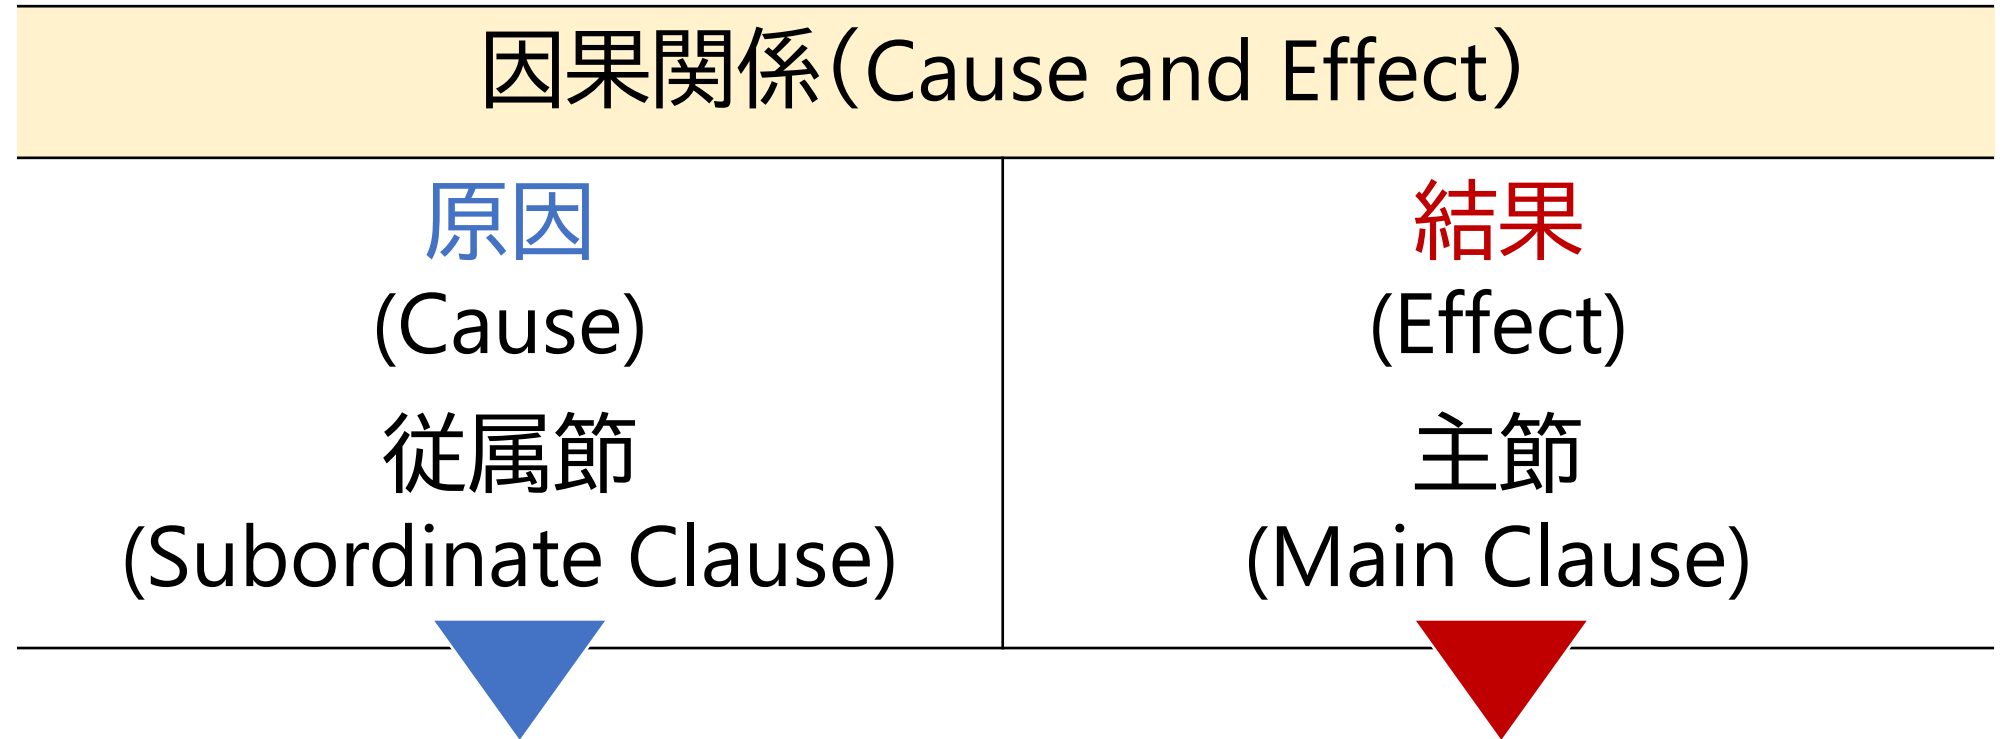 因果関係（Cause and Effect）
原因
(Cause)
従属節
(Subordinate Clause)
結果
(Effect)
主節
(Main Clause)